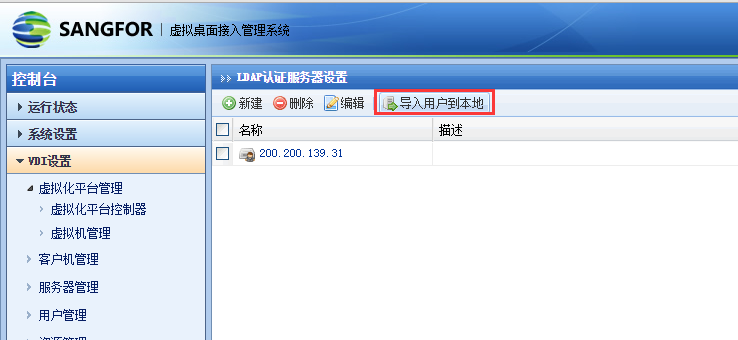 SANGFOR | 虚拟桌面接入管理系统
控制台
运行状态
系统设置
VDI设置
虚拟化平台管理
虚拟化平台控制器
虚拟机管理
客户机管理
服务器管理
用户管理
资源管理
LDAP认证服务器设置
新建 删除 编辑 导入用户到本地
名称 描述
200.200.139.31